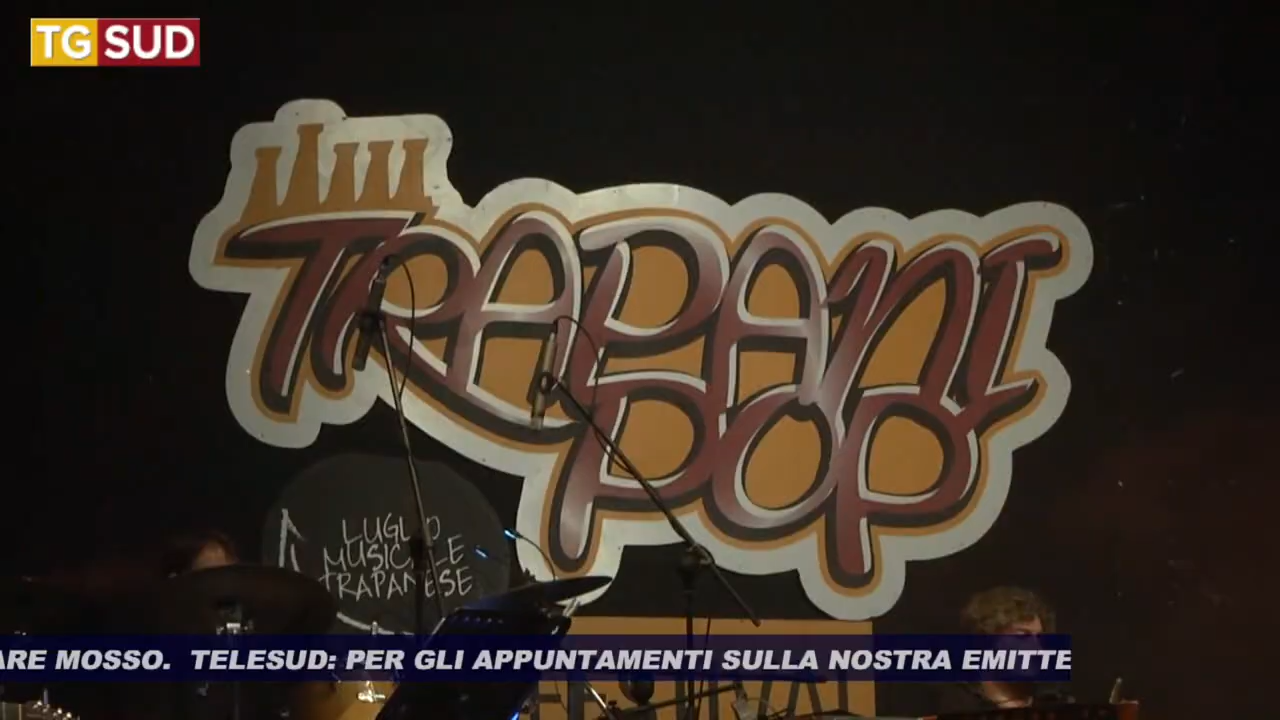 TG SUD
TRAPANI
POP
LUGLIO
MUSICALE
TRAPANESE
ARE MOSSO. TELESUD: PER GLI APPUNTAMENTI SULLA NOSTRA EMITTE